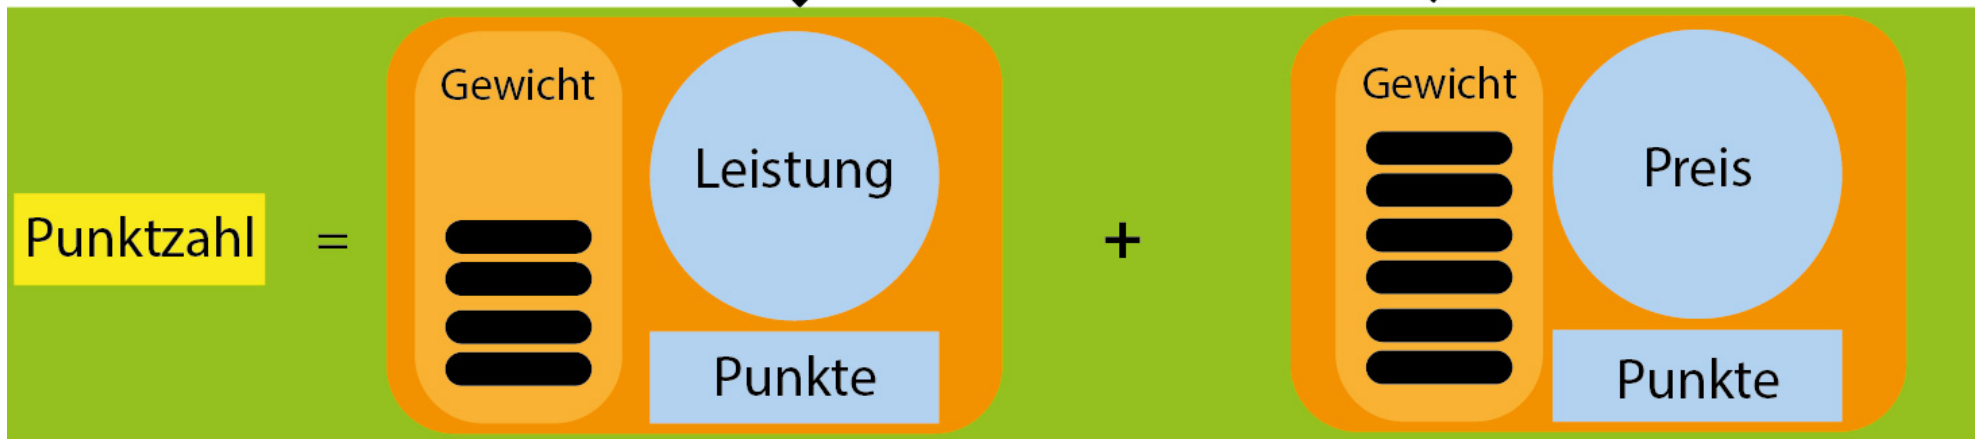 Punktzahl
=
Gewicht
Leistung
Punkte
+
Gewicht
Preis
Punkte